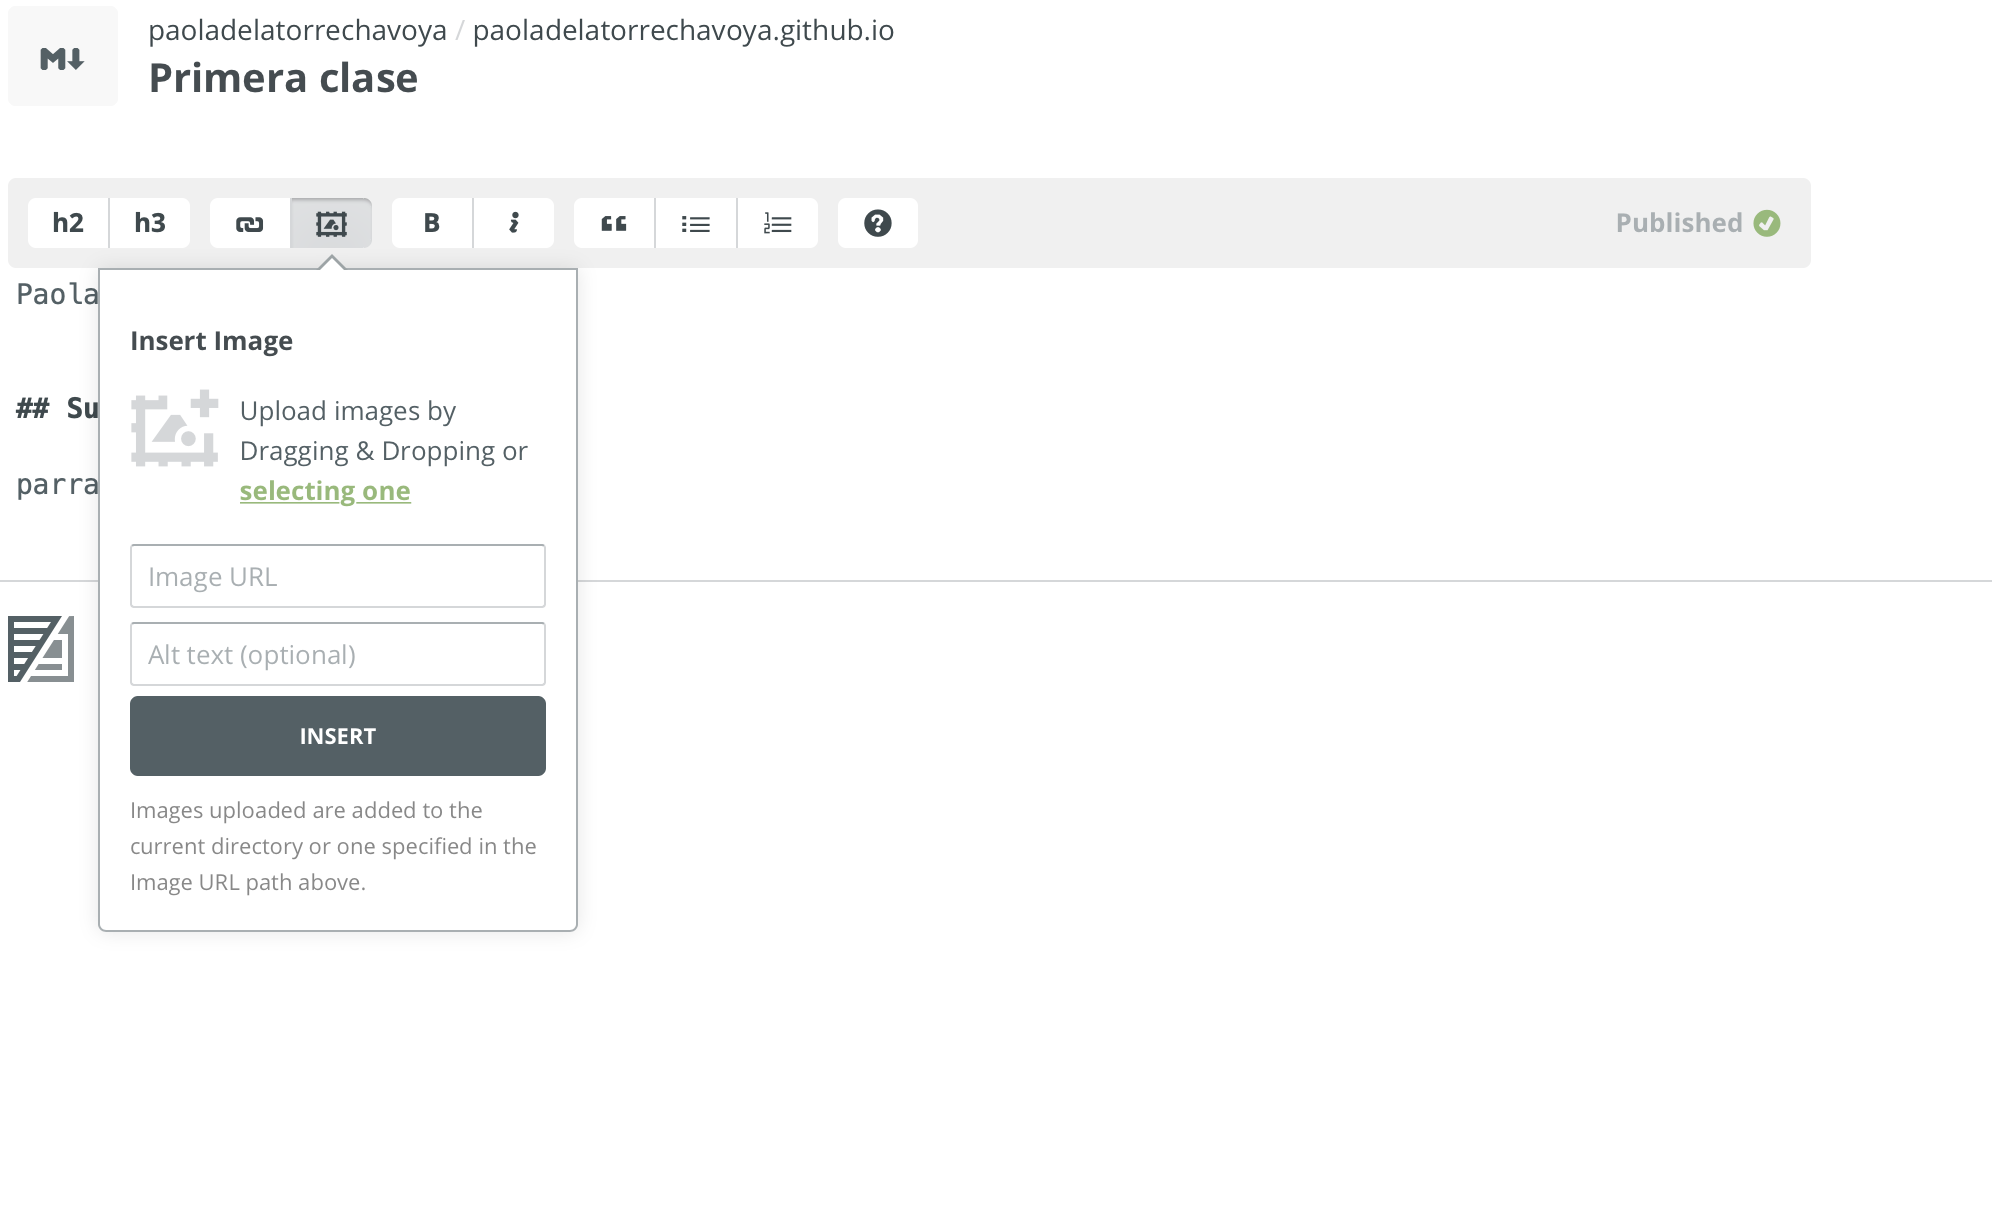 M
paoladelatorrechavoya / paoladelatorrechavoya.github.io
Primera clase
h2 h3 B i “ ? Published
Paola
Insert Image
## Su
Upload images by
Dragging & Dropping or
selecting one
parra
Image URL
Alt text (optional)
INSERT
Images uploaded are added to the
current directory or one specified in the
Image URL path above.